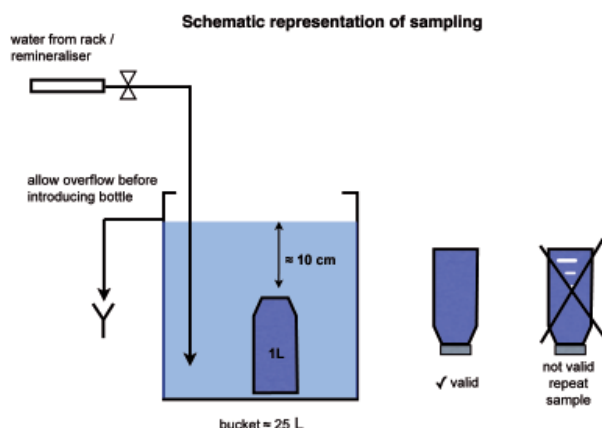 Schematic representation of sampling
water from rack /
remineraliser
allow overflow before
introducing bottle
≈ 10 cm
1L
✓ valid
not valid
repeat
sample
bucket ≈ 25 L